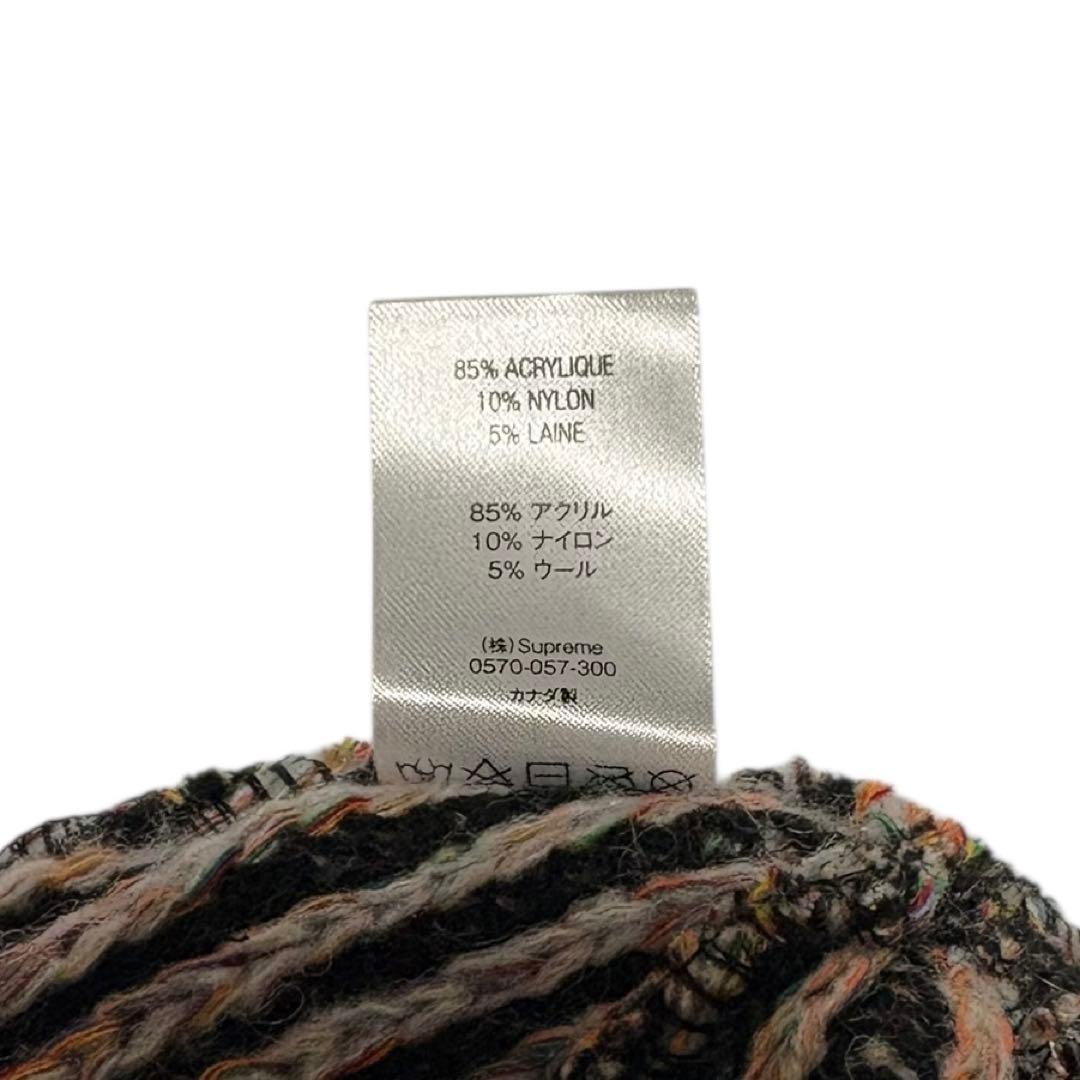 85% ACRYLIQUE
10% NYLON
5% LAINE
85% アクリル
10% ナイロン
5% ウール
(株)Supreme
0570-057-300
カナダ製